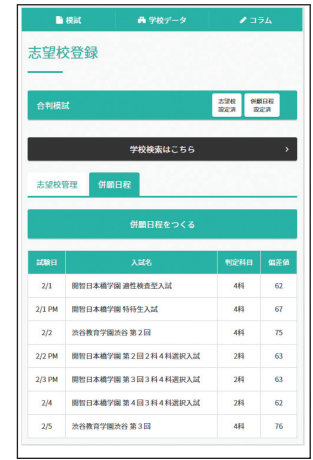 模試 学校データ コラム
志望校登録
合判模試 志望校設定済 併願日程設定済
学校検索はこちら
志望校管理 併願日程
併願日程をつくる
試験日 入試名 判定科目 偏差値
2/1 開智日本橋学園 適性検査型入試 4科 62
2/1 PM 開智日本橋学園 特待生入試 4科 67
2/2 渋谷教育学園渋谷 第2回 4科 75
2/2 PM 開智日本橋学園 第2回2科4科選択入試 2科 63
2/3 PM 開智日本橋学園 第3回3科4科選択入試 2科 63
2/4 開智日本橋学園 第4回3科4科選択入試 2科 62
2/5 渋谷教育学園渋谷 第3回 4科 76